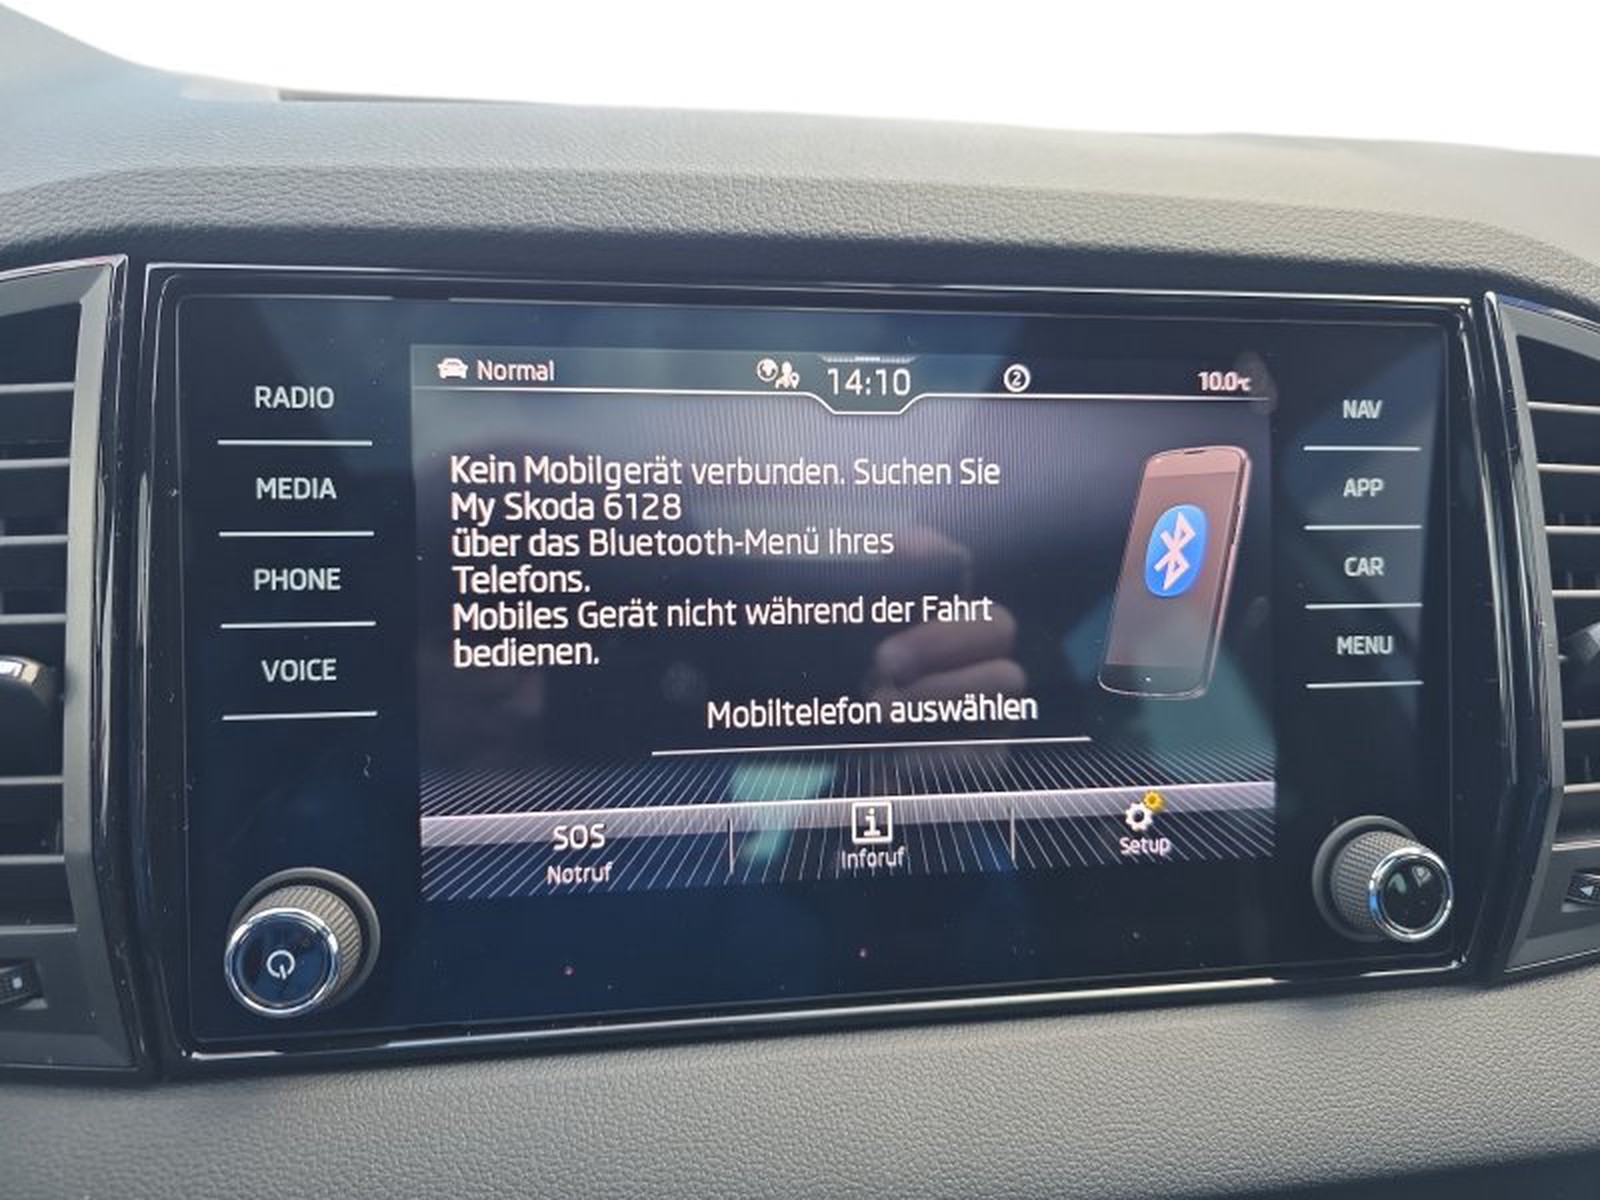 Normal
14:10
2
10.0°C
RADIO
MEDIA
PHONE
VOICE
Kein Mobilgerät verbunden. Suchen Sie
My Skoda 6128
über das Bluetooth-Menü Ihres
Telefons.
Mobiles Gerät nicht während der Fahrt
bedienen.
Mobiltelefon auswählen
SOS
Notruf
i
Inforuf
Setup
NAV
APP
CAR
MENU